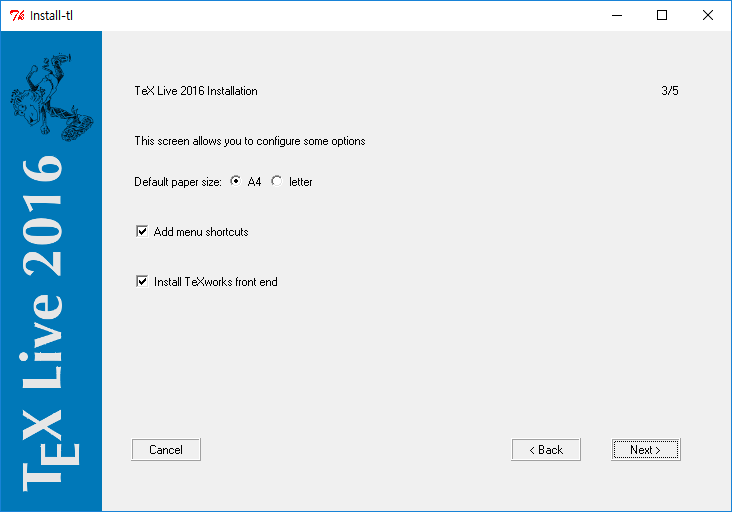 Install-tl
TeX Live 2016 Installation 3/5
This screen allows you to configure some options
Default paper size: A4 letter
Add menu shortcuts
Install TeXworks front end
Cancel < Back Next >
TEX Live 2016